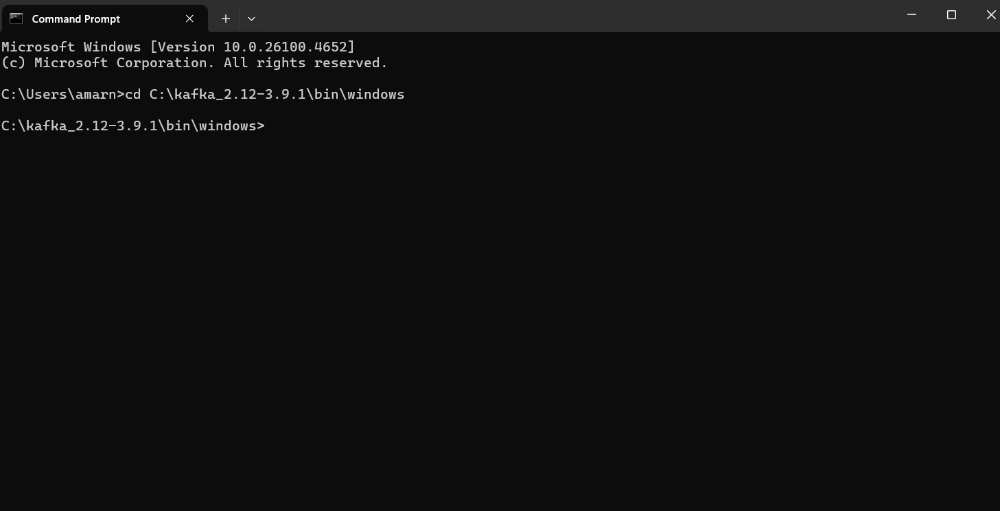 Command Prompt
Microsoft Windows [Version 10.0.26100.4652]
(c) Microsoft Corporation. All rights reserved.
C:\Users\amarn>cd C:\kafka_2.12-3.9.1\bin\windows
C:\kafka_2.12-3.9.1\bin\windows>